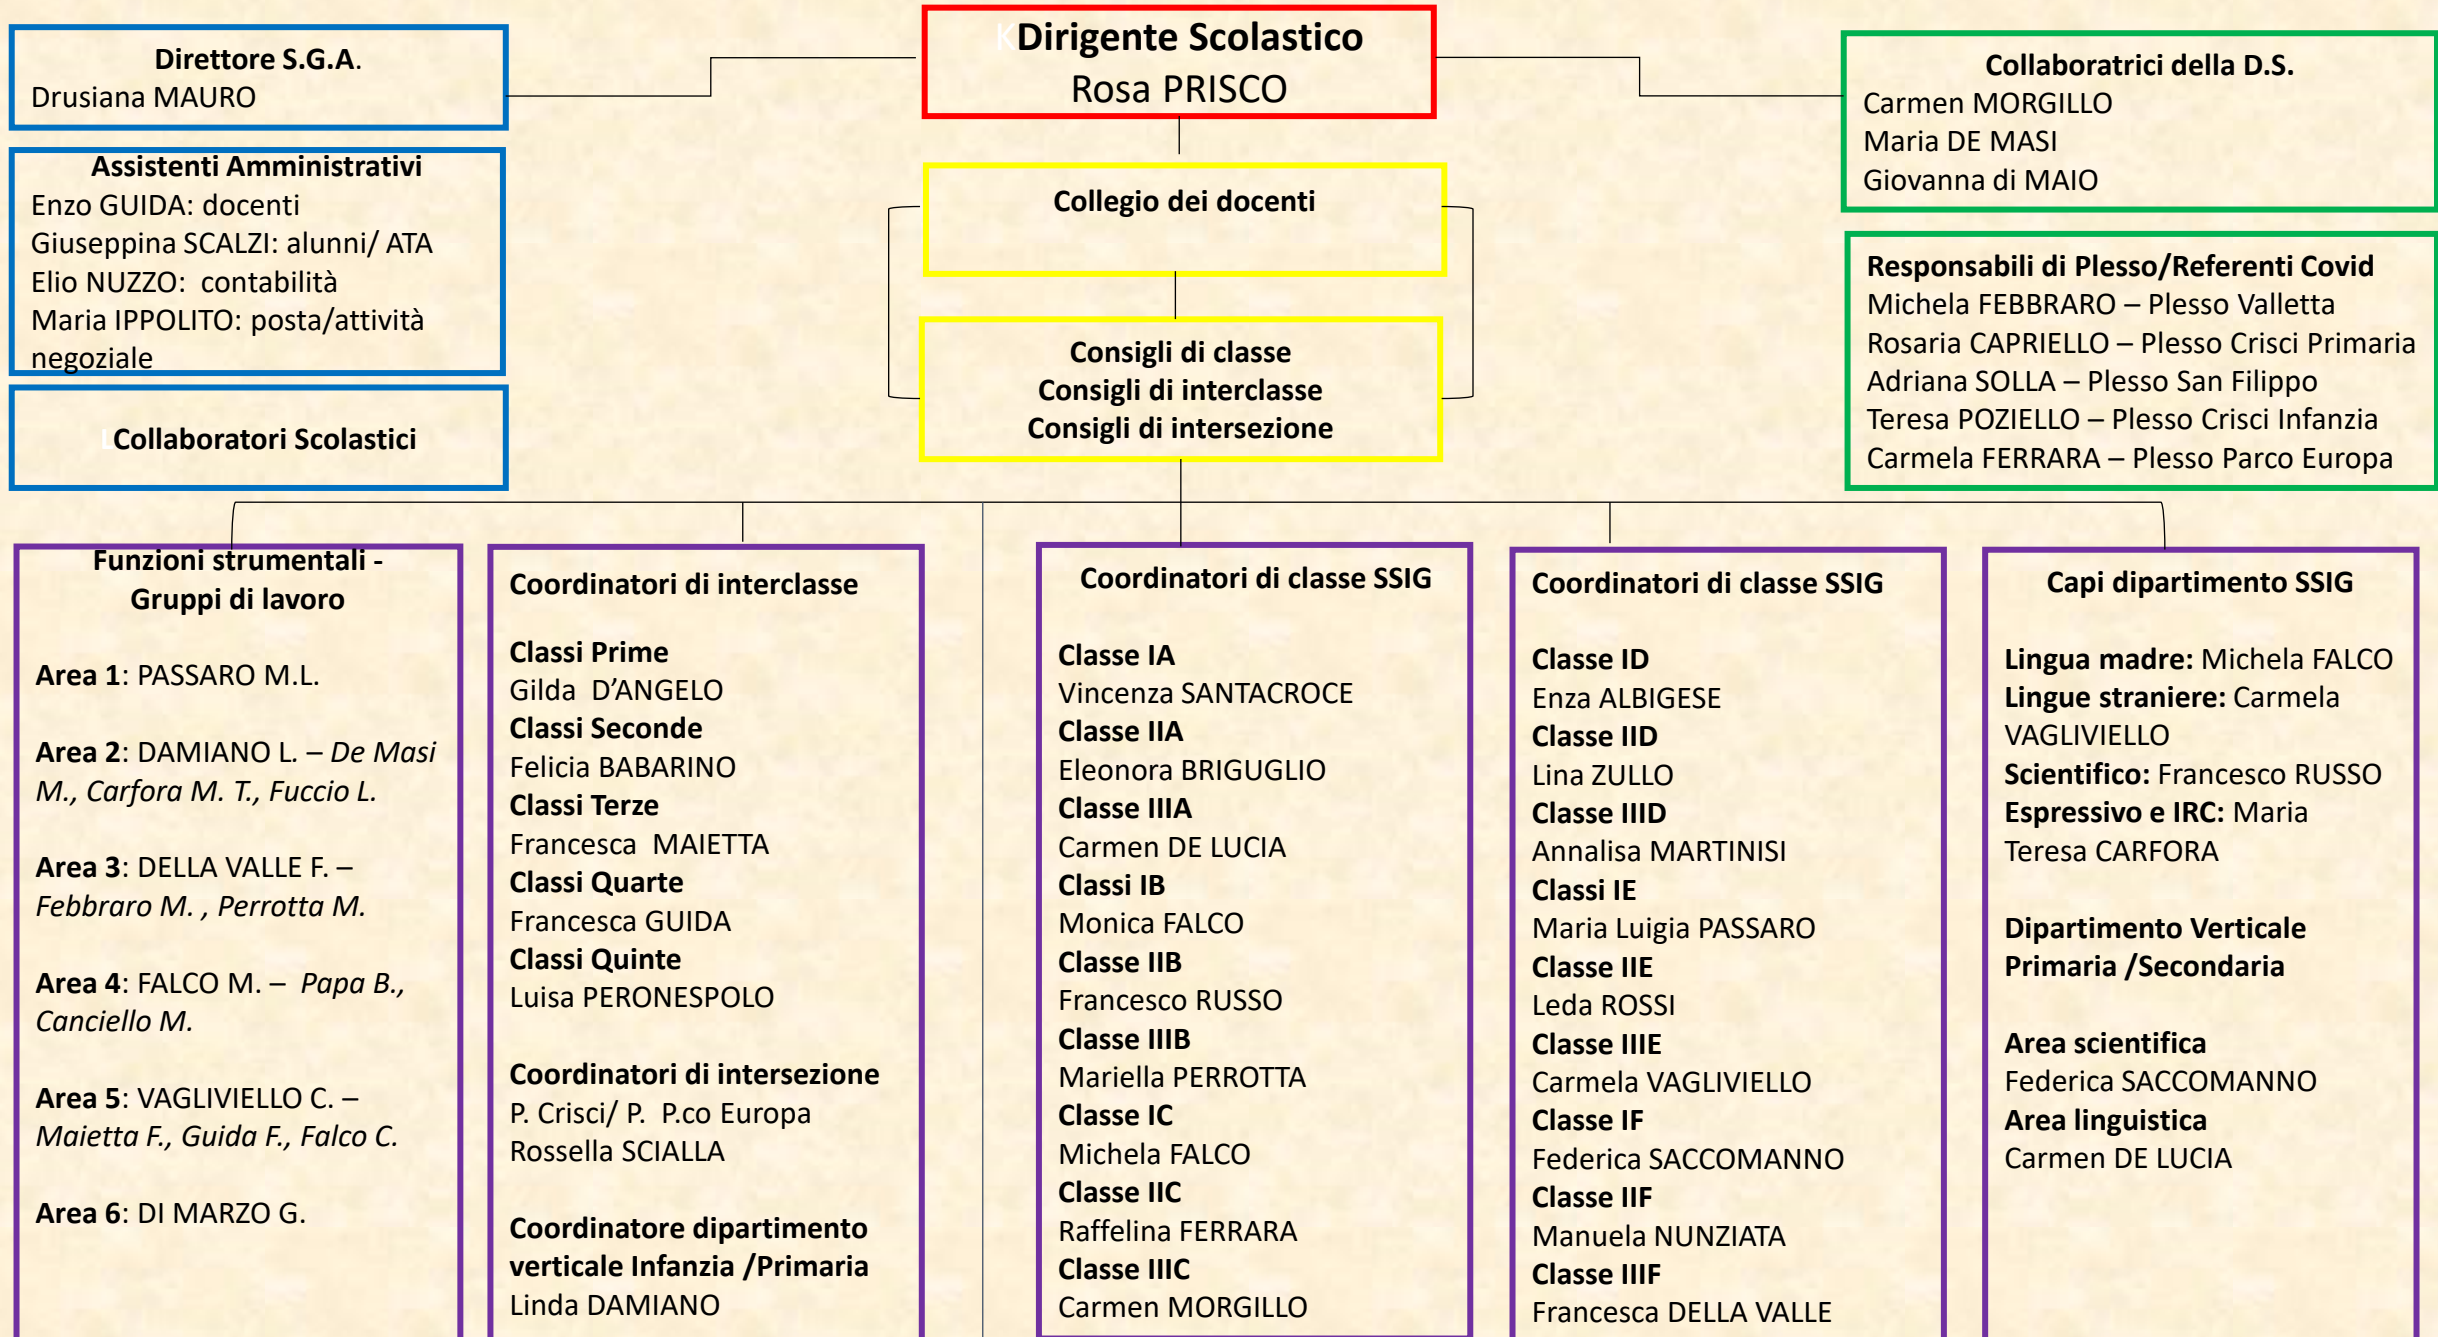 KDirigente Scolastico
Rosa PRISCO
Direttore S.G.A.
Drusiana MAURO
Assistenti Amministrativi
Enzo GUIDA: docenti
Giuseppina SCALZI: alunni/ ATA
Elio NUZZO: contabilità
Maria IPPOLITO: posta/attività
negoziale
LCollaboratori Scolastici
Collegio dei docenti
Consigli di classe
Consigli di interclasse
Consigli di intersezione
Collaboratrici della D.S.
Carmen MORGILLO
Maria DE MASI
Giovanna di MAIO
Responsabili di Plesso/Referenti Covid
Michela FEBBRARO – Plesso Valletta
Rosaria CAPRIELLO – Plesso Crisci Primaria
Adriana SOLLA – Plesso San Filippo
Teresa POZIELLO – Plesso Crisci Infanzia
Carmela FERRARA – Plesso Parco Europa
Funzioni strumentali -
Gruppi di lavoro
Area 1: PASSARO M.L.
Area 2: DAMIANO L. – De Masi
M., Carfora M. T., Fuccio L.
Area 3: DELLA VALLE F. –
Febbraro M. , Perrotta M.
Area 4: FALCO M. – Papa B.,
Canciello M.
Area 5: VAGLIVIELLO C. –
Maietta F., Guida F., Falco C.
Area 6: DI MARZO G.
Coordinatori di interclasse
Classi Prime
Gilda D’ANGELO
Classi Seconde
Felicia BABARINO
Classi Terze
Francesca MAIETTA
Classi Quarte
Francesca GUIDA
Classi Quinte
Luisa PERONESPOLO
Coordinatori di intersezione
P. Crisci/ P. P.co Europa
Rossella SCIALLA
Coordinatore dipartimento
verticale Infanzia /Primaria
Linda DAMIANO
Coordinatori di classe SSIG
Classe IA
Vincenza SANTACROCE
Classe IIA
Eleonora BRIGUGLIO
Classe IIIA
Carmen DE LUCIA
Classi IB
Monica FALCO
Classe IIB
Francesco RUSSO
Classe IIIB
Mariella PERROTTA
Classe IC
Michela FALCO
Classe IIC
Raffelina FERRARA
Classe IIIC
Carmen MORGILLO
Coordinatori di classe SSIG
Classe ID
Enza ALBIGESE
Classe IID
Lina ZULLO
Classe IIID
Annalisa MARTINISI
Classi IE
Maria Luigia PASSARO
Classe IIE
Leda ROSSI
Classe IIIE
Carmela VAGLIVIELLO
Classe IF
Federica SACCOMANNO
Classe IIF
Manuela NUNZIATA
Classe IIIF
Francesca DELLA VALLE
Capi dipartimento SSIG
Lingua madre: Michela FALCO
Lingue straniere: Carmela
VAGLIVIELLO
Scientifico: Francesco RUSSO
Espressivo e IRC: Maria
Teresa CARFORA
Dipartimento Verticale
Primaria /Secondaria
Area scientifica
Federica SACCOMANNO
Area linguistica
Carmen DE LUCIA